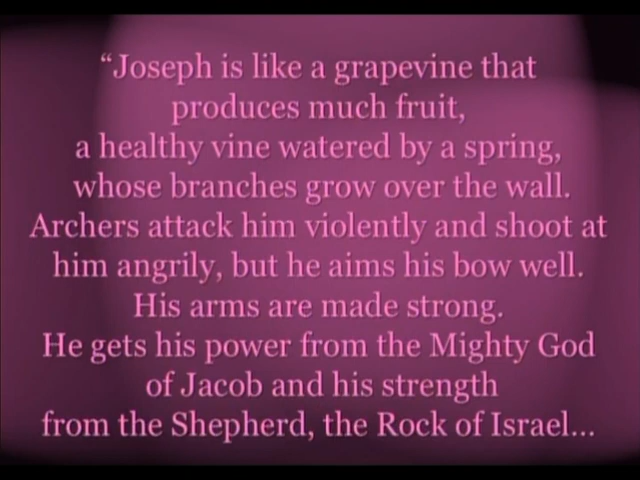 “Joseph is like a grapevine that
produces much fruit,
a healthy vine watered by a spring,
whose branches grow over the wall.
Archers attack him violently and shoot at
him angrily, but he aims his bow well.
His arms are made strong.
He gets his power from the Mighty God
of Jacob and his strength
from the Shepherd, the Rock of Israel...